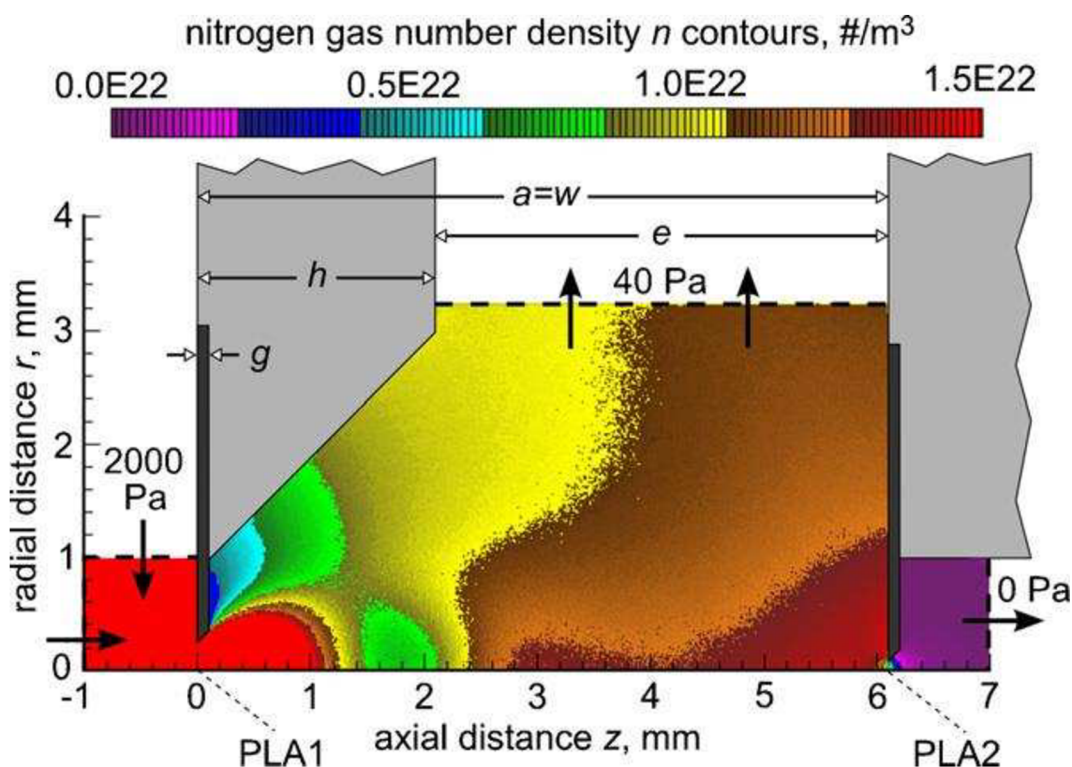 nitrogen gas number density n contours, #/m³
0.0E22 0.5E22 1.0E22 1.5E22
a=w
4
e
h
40 Pa
3
g
radial distance r, mm
2
2000
Pa
1
0 Pa
0
-1 0 1 2 3 4 5 6 7
axial distance z, mm
PLA1 PLA2